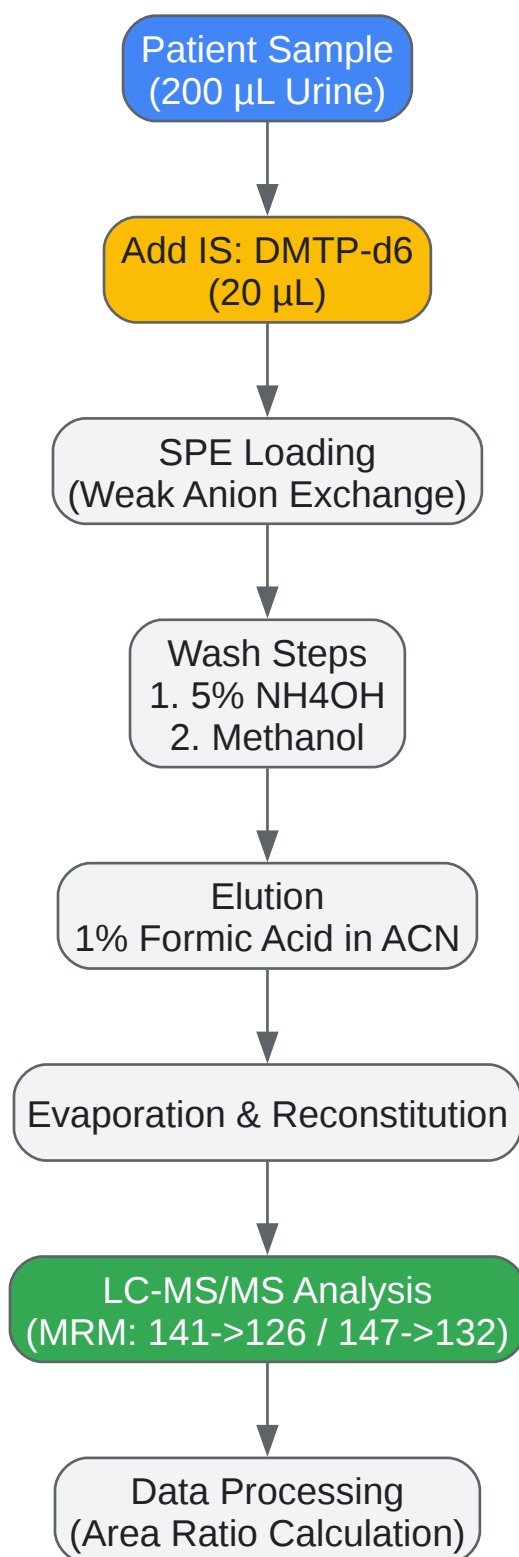 Patient Sample
(200 µL Urine)
Add IS: DMTP-d6
(20 µL)
SPE Loading
(Weak Anion Exchange)
Wash Steps
1. 5% NH4OH
2. Methanol
Elution
1% Formic Acid in ACN
Evaporation & Reconstitution
LC-MS/MS Analysis
(MRM: 141->126 / 147->132)
Data Processing
(Area Ratio Calculation)